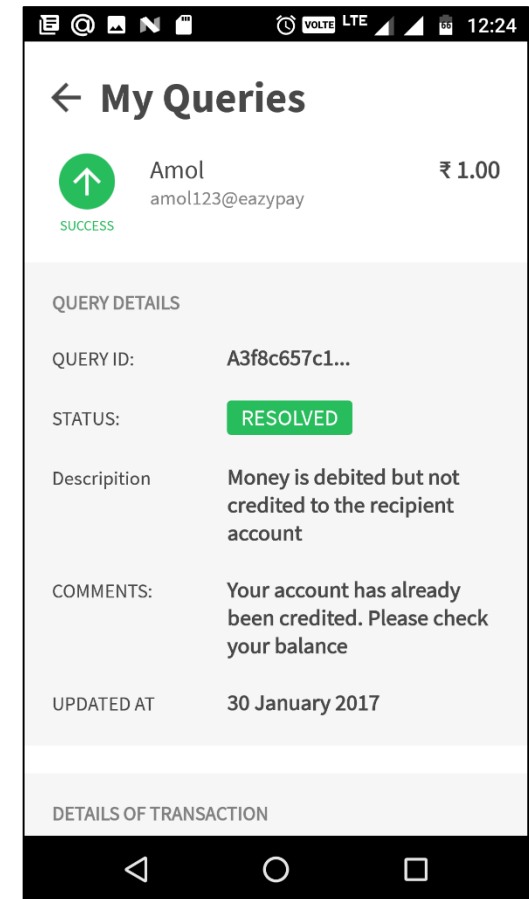 VOLTE LTE 12:24
My Queries
Amol ₹ 1.00
amol123@eazypay
SUCCESS
QUERY DETAILS
QUERY ID: A3f8c657c1...
STATUS: RESOLVED
Descripition Money is debited but not
credited to the recipient
account
COMMENTS: Your account has already
been credited. Please check
your balance
UPDATED AT 30 January 2017
DETAILS OF TRANSACTION